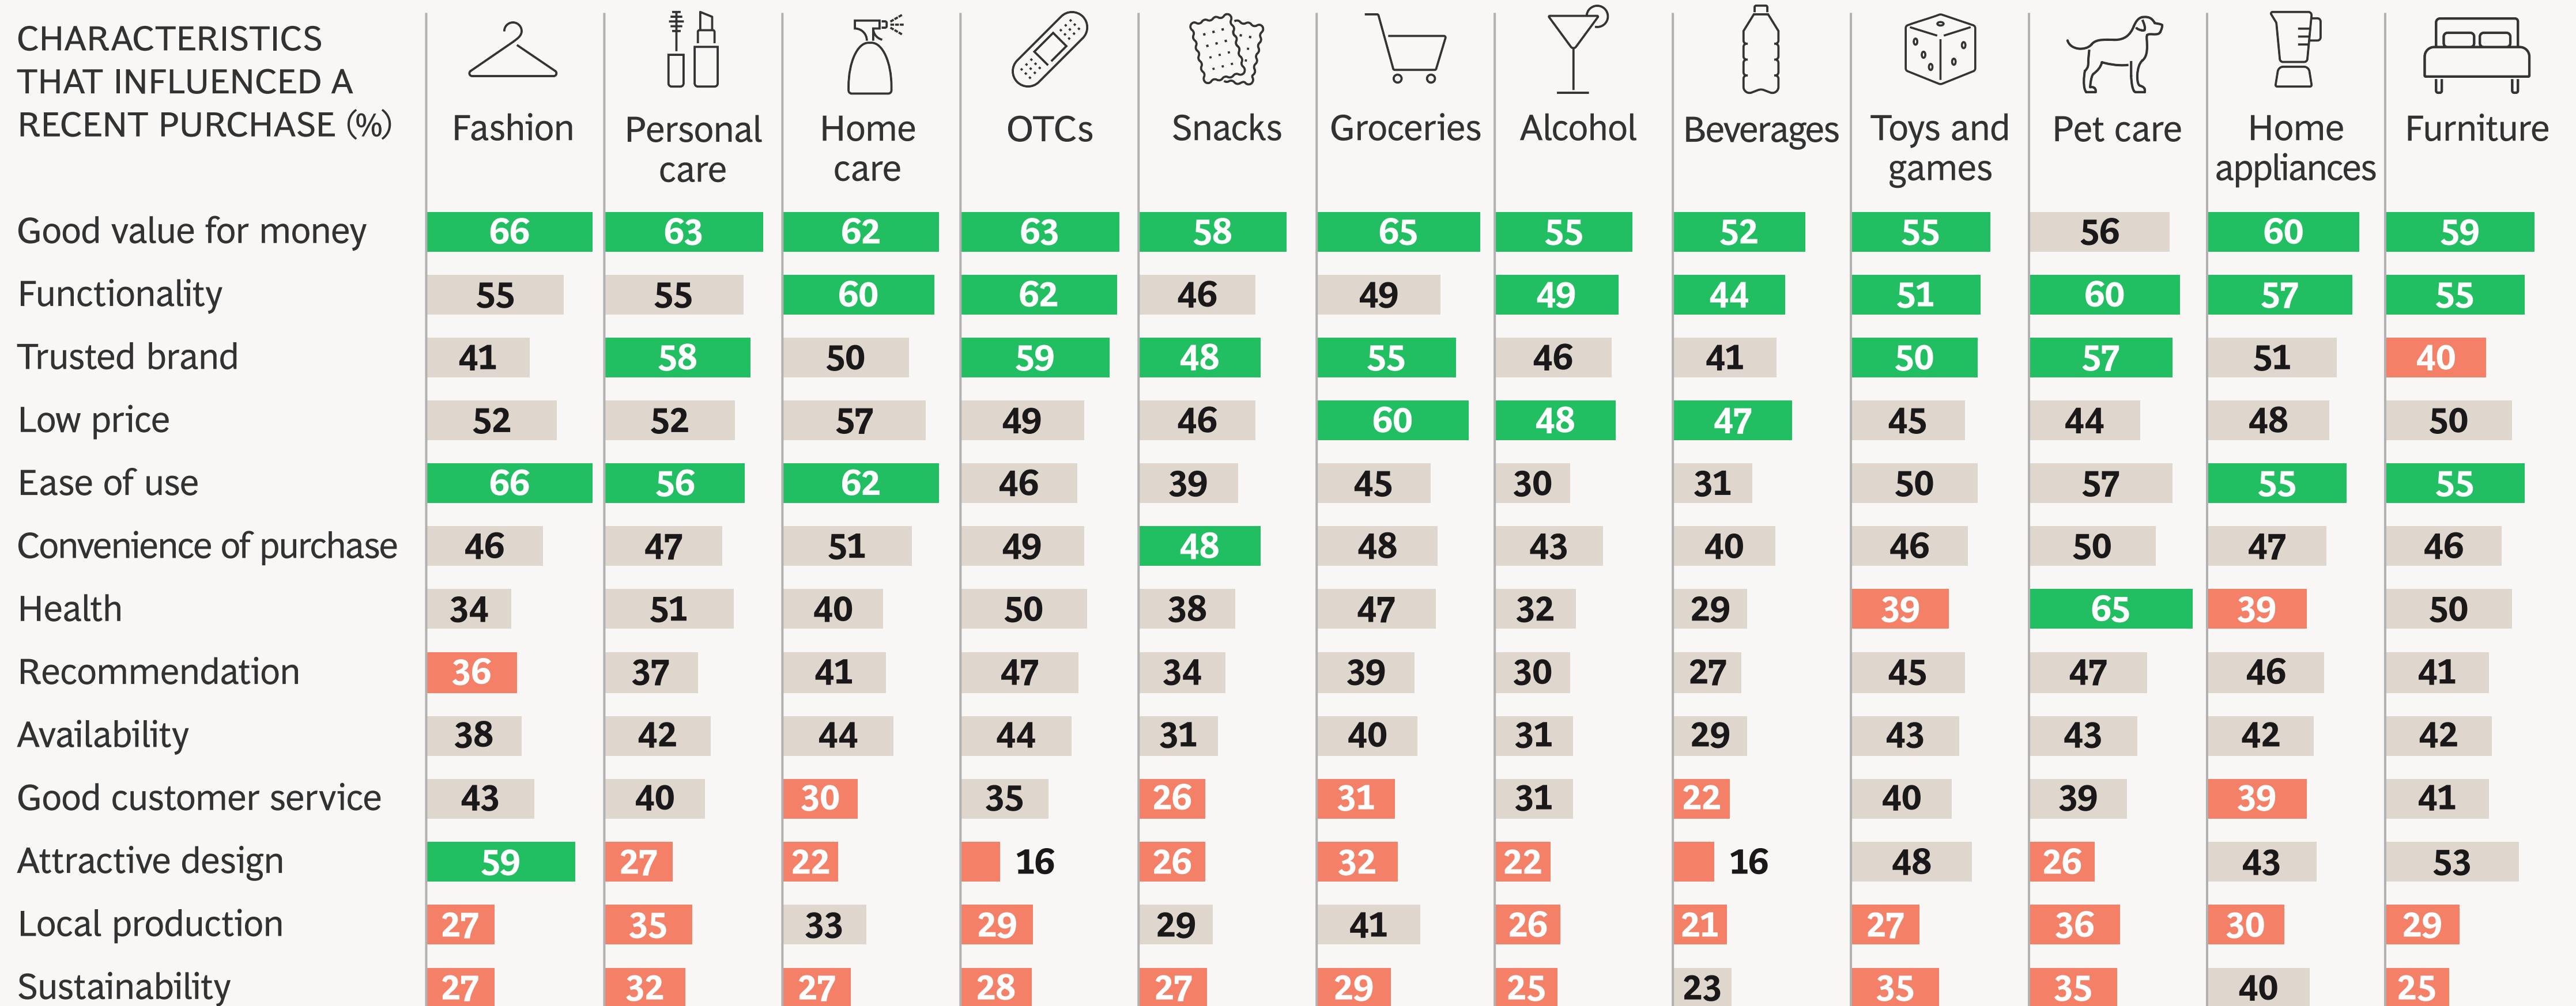 CHARACTERISTICS
THAT INFLUENCED A
RECENT PURCHASE (%)
Fashion
Personal
care
Home
care
OTCs
Snacks
Groceries
Alcohol
Beverages
Toys and
games
Pet care
Home
appliances
Furniture
Good value for money 66 63 62 63 58 65 55 52 55 56 60 59
Functionality 55 55 60 62 46 49 49 44 51 60 57 55
Trusted brand 41 58 50 59 48 55 46 41 50 57 51 40
Low price 52 52 57 49 46 60 48 47 45 44 48 50
Ease of use 66 56 62 46 39 45 30 31 50 57 55 55
Convenience of purchase 46 47 51 49 48 48 43 40 46 50 47 46
Health 34 51 40 50 38 47 32 29 39 65 39 50
Recommendation 36 37 41 47 34 39 30 27 45 47 46 41
Availability 38 42 44 44 31 40 31 29 43 43 42 42
Good customer service 43 40 30 35 26 31 31 22 40 39 39 41
Attractive design 59 27 22 16 26 32 22 16 48 26 43 53
Local production 27 35 33 29 29 41 26 21 27 36 30 29
Sustainability 27 32 27 28 27 29 25 23 35 35 40 25